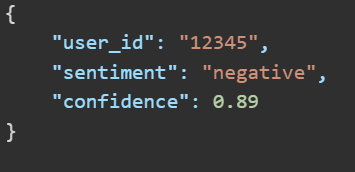 {
    "user_id": "12345",
    "sentiment": "negative",
    "confidence": 0.89
}